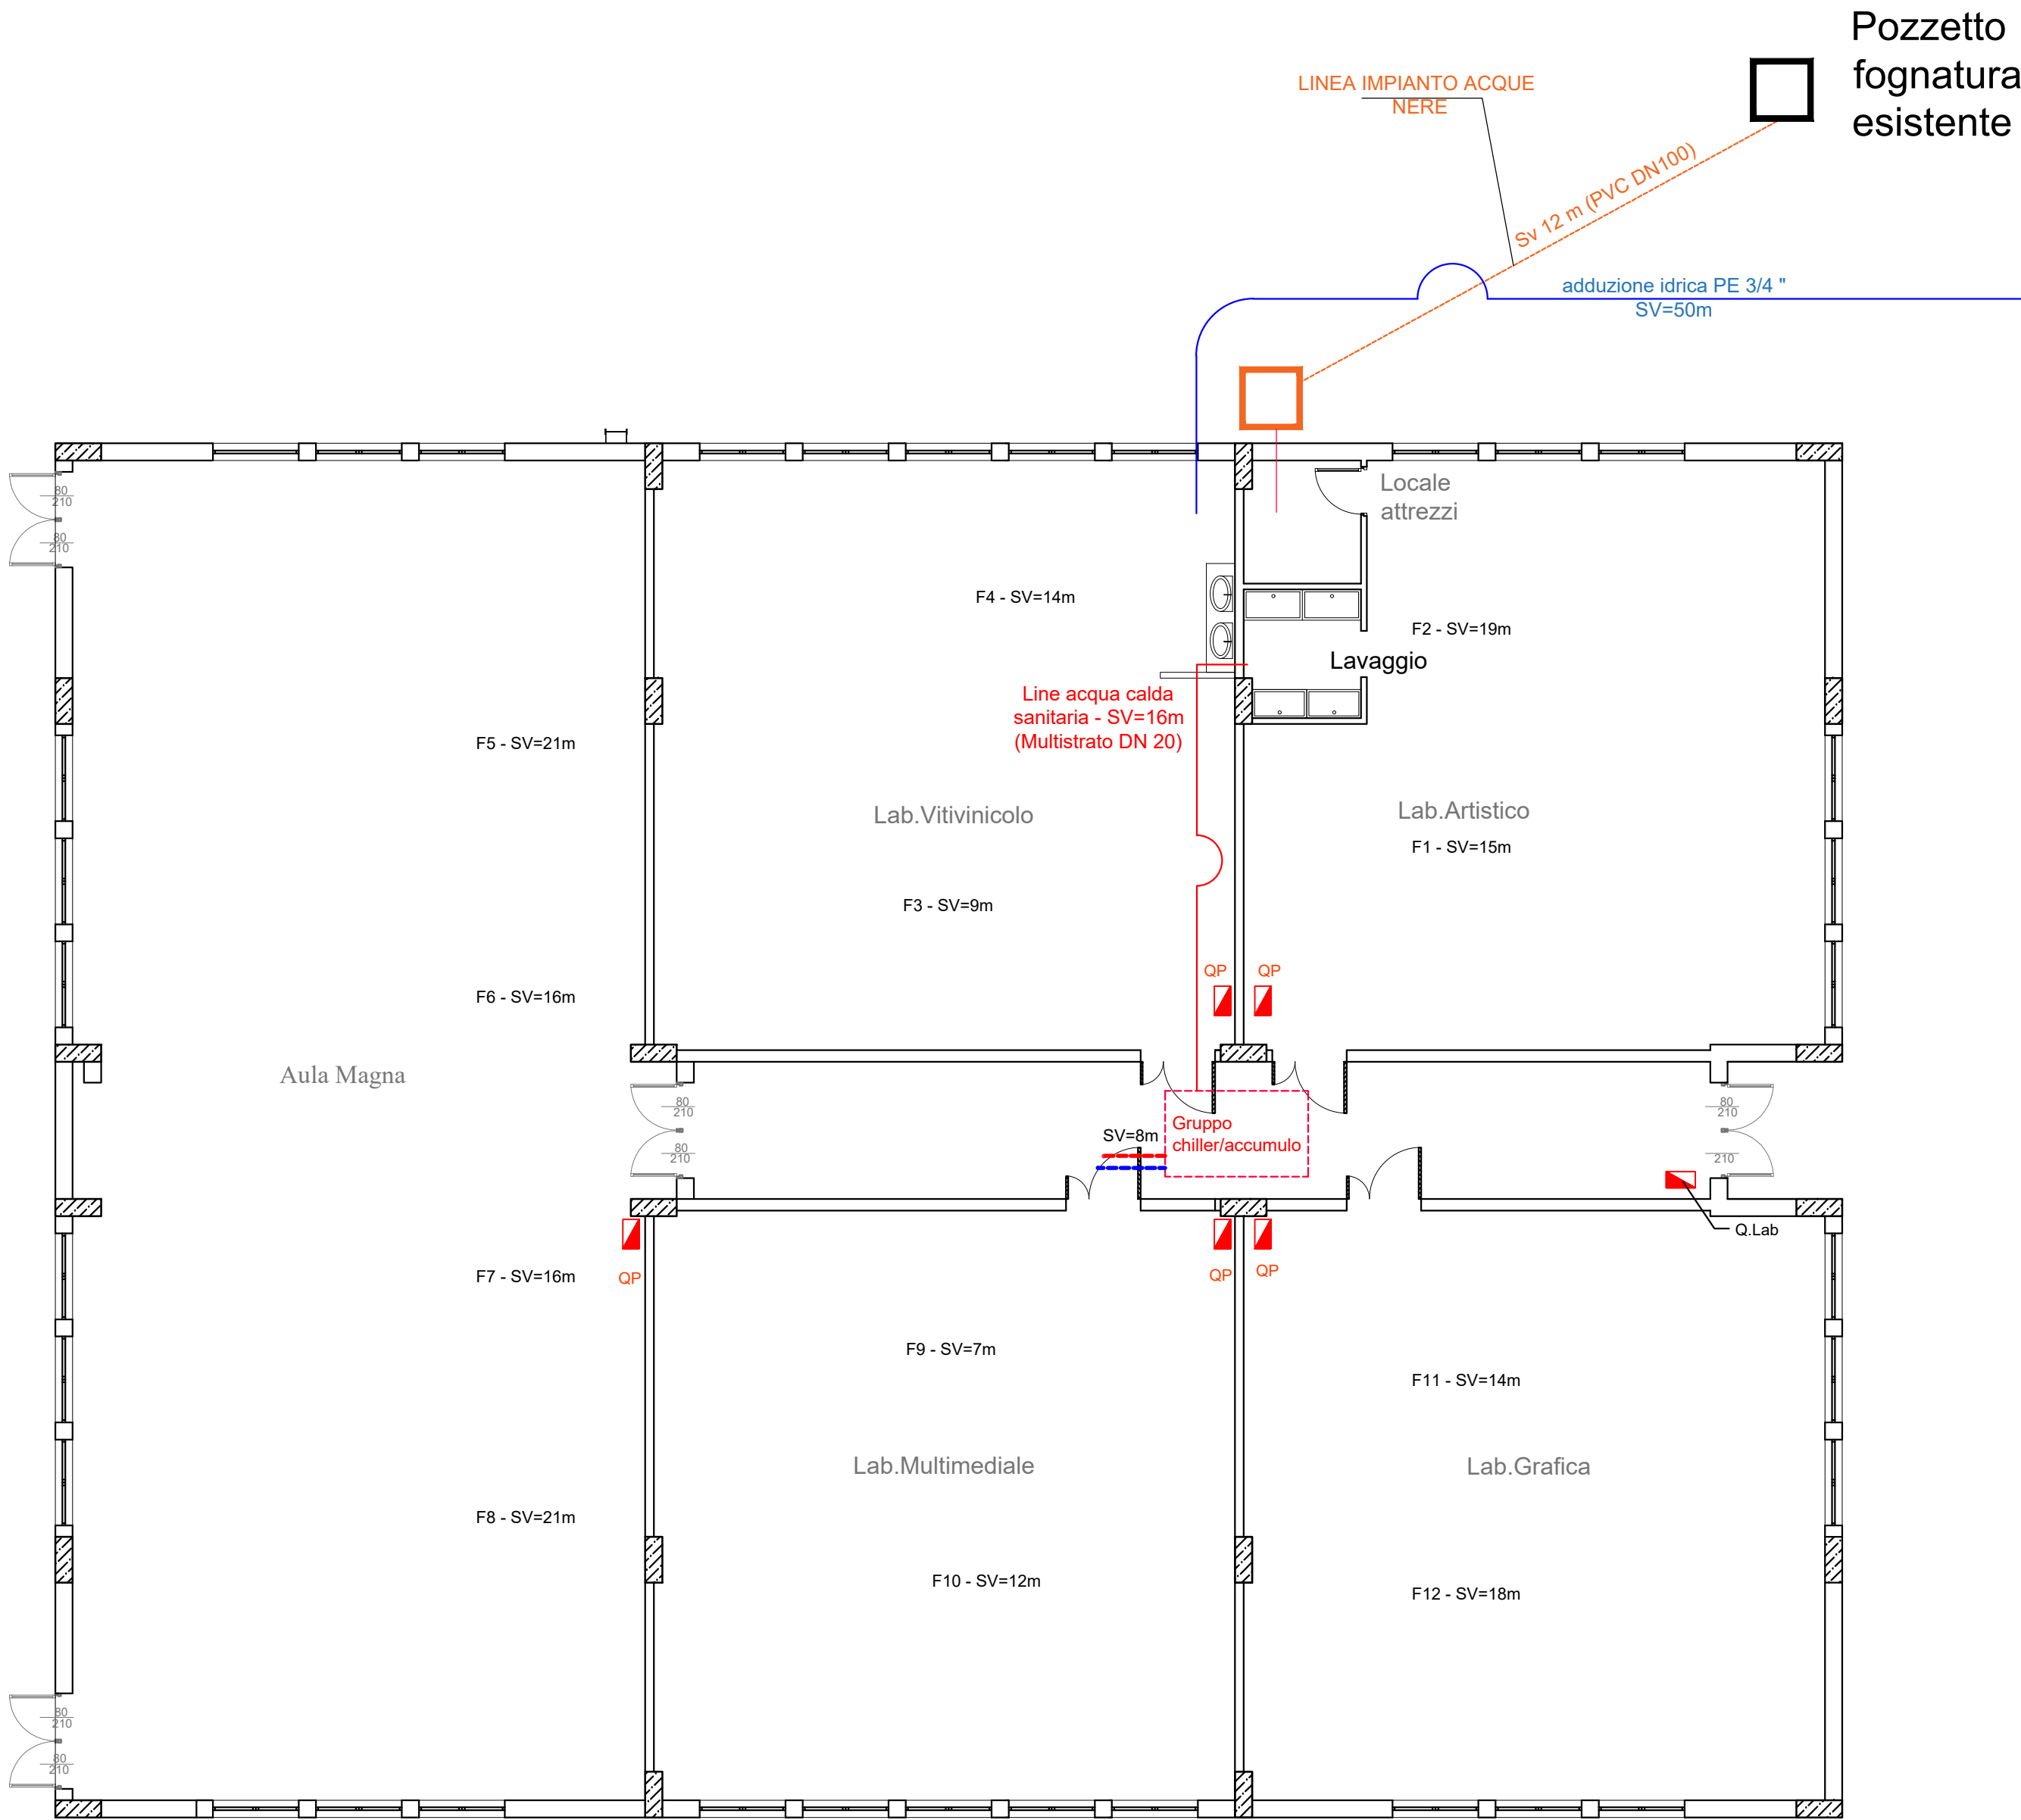 Pozzetto
fognatura
esistente
LINEA IMPIANTO ACQUE
NERE
Sv 12 m (PVC DN100)
adduzione idrica PE 3/4 "
SV=50m
80
210
80
210
Locale
attrezzi
F4 - SV=14m
F2 - SV=19m
Lavaggio
Line acqua calda
sanitaria - SV=16m
(Multistrato DN 20)
F5 - SV=21m
Lab.Vitivinicolo
Lab.Artistico
F1 - SV=15m
F3 - SV=9m
QP
QP
F6 - SV=16m
Aula Magna
80
210
80
210
SV=8m
Gruppo
chiller/accumulo
80
210
210
Q.Lab
F7 - SV=16m
QP
QP
QP
F9 - SV=7m
F11 - SV=14m
Lab.Multimediale
Lab.Grafica
F8 - SV=21m
F10 - SV=12m
F12 - SV=18m
80
210
80
210